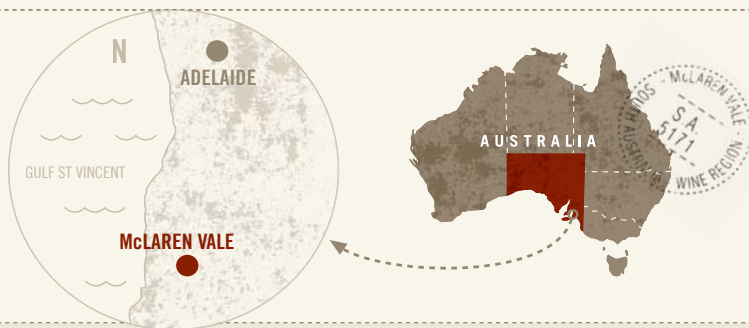 N
ADELAIDE
GULF ST VINCENT
McLAREN VALE
AUSTRALIA
McLAREN VALE
S A
5171
WINE REGION